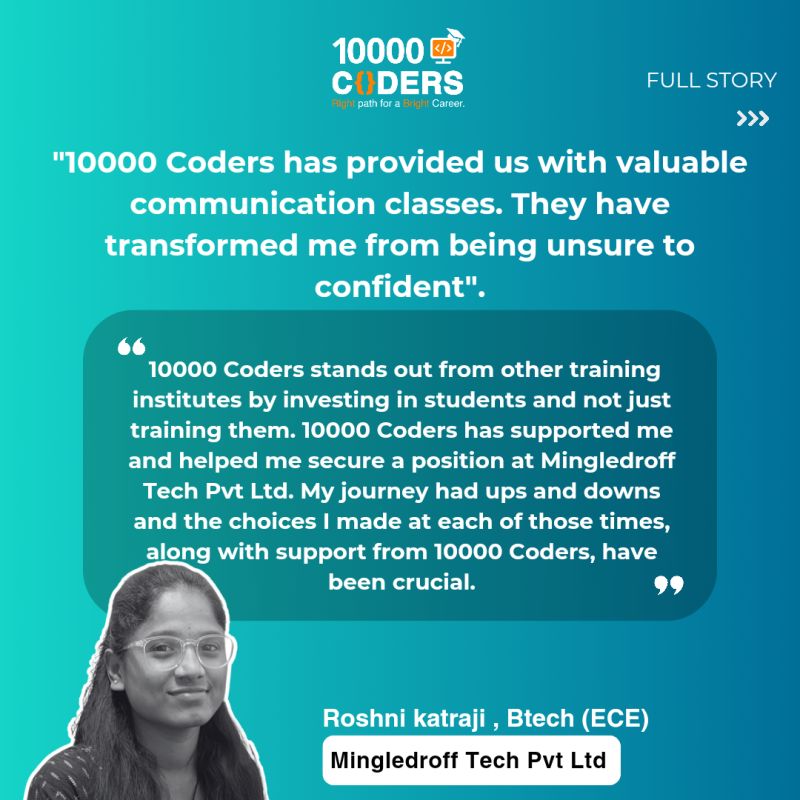 10000
</>
C{}DERS
Right path for a Bright Career.
FULL STORY
>>>
"10000 Coders has provided us with valuable
communication classes. They have
transformed me from being unsure to
confident".
“
10000 Coders stands out from other training
institutes by investing in students and not just
training them. 10000 Coders has supported me
and helped me secure a position at Mingledroff
Tech Pvt Ltd. My journey had ups and downs
and the choices I made at each of those times,
along with support from 10000 Coders, have
been crucial.
”
Roshni katraji , Btech (ECE)
Mingledroff Tech Pvt Ltd